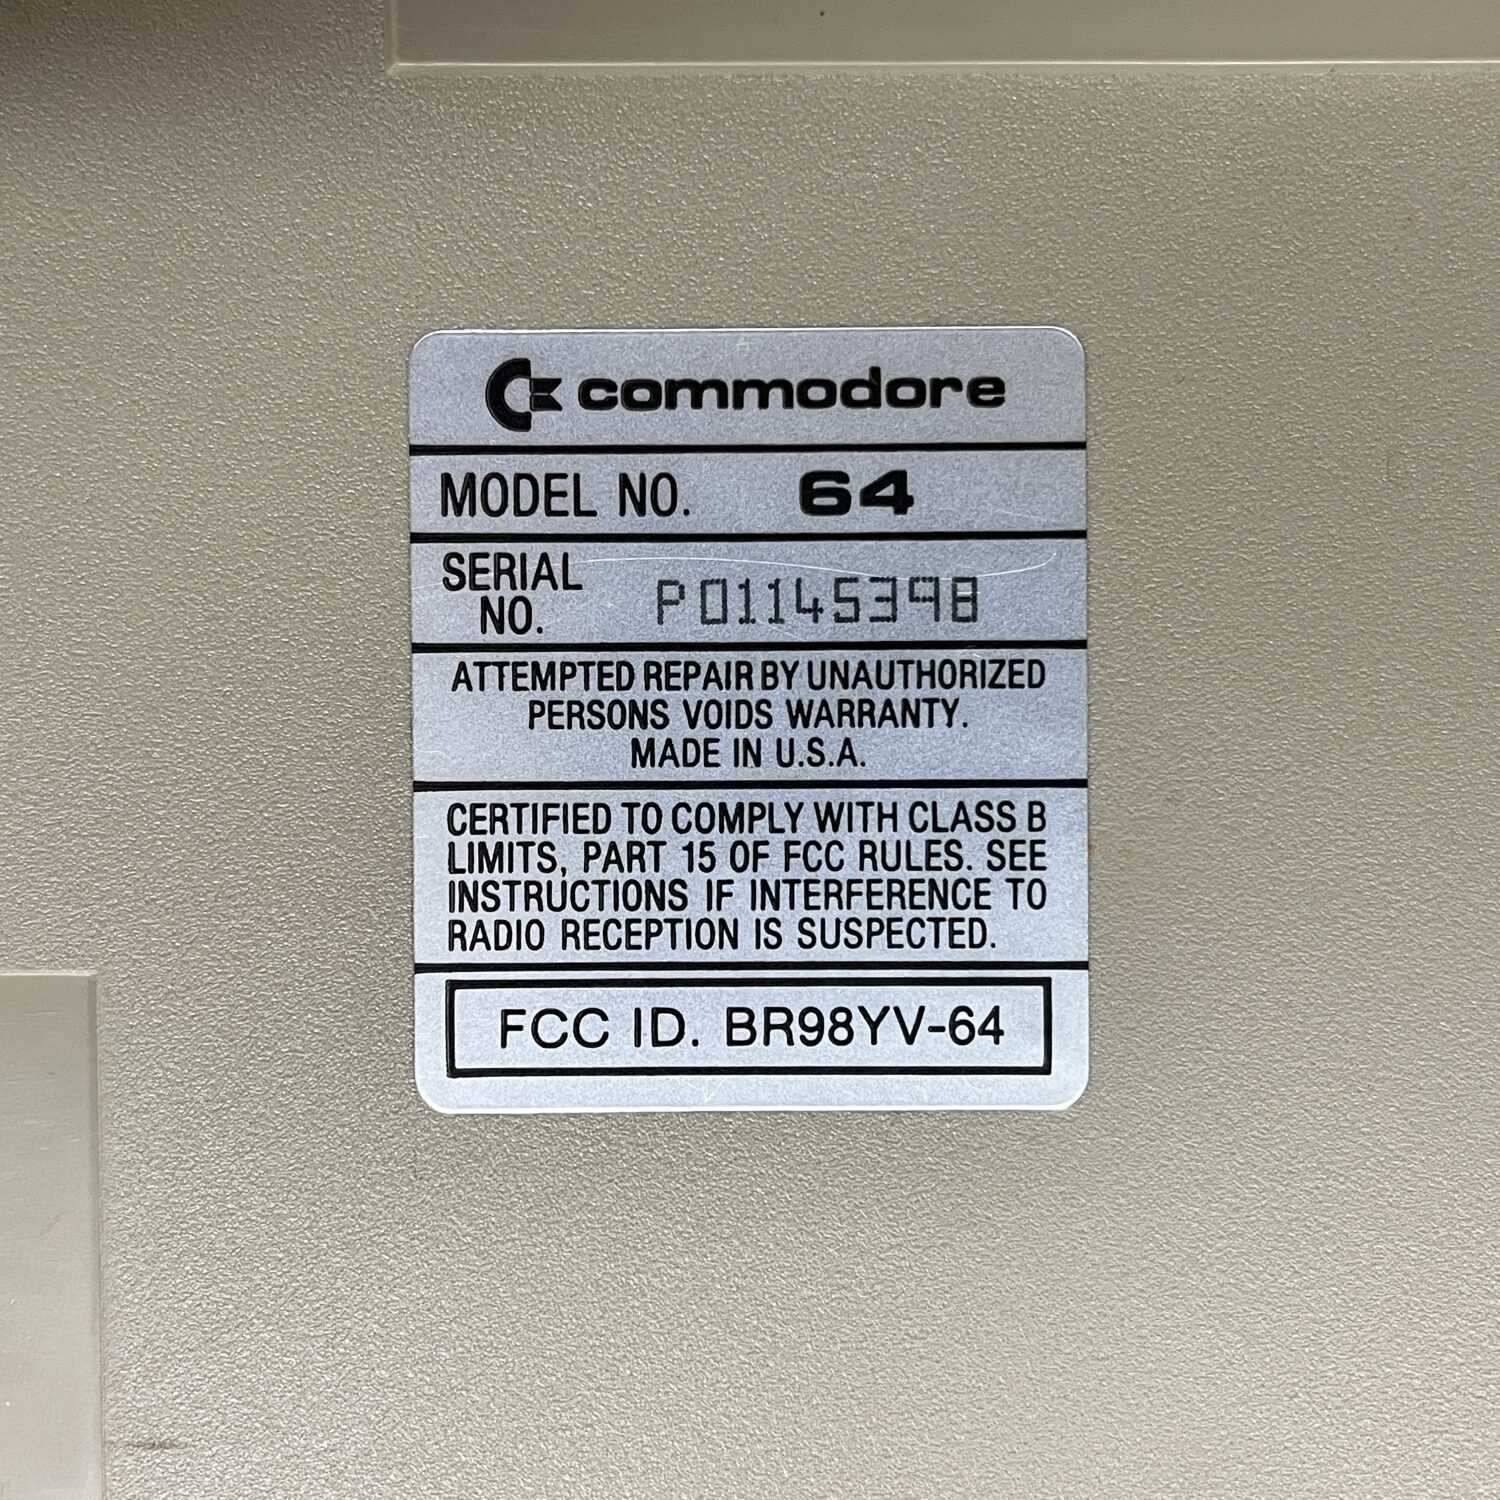 commodore
MODEL NO. 64
SERIAL NO. P01145398
ATTEMPTED REPAIR BY UNAUTHORIZED
PERSONS VOIDS WARRANTY.
MADE IN U.S.A.
CERTIFIED TO COMPLY WITH CLASS B
LIMITS, PART 15 OF FCC RULES. SEE
INSTRUCTIONS IF INTERFERENCE TO
RADIO RECEPTION IS SUSPECTED.
FCC ID. BR98YV-64